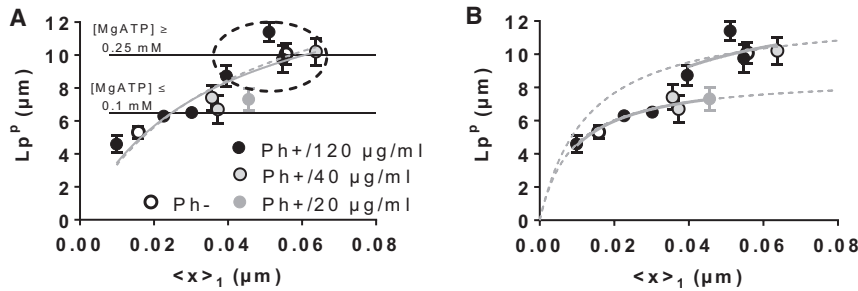 A
12
10
8
6
4
2
0
Lp^p (µm)
[MgATP] ≥
0.25 mM
[MgATP] ≤
0.1 mM
Ph+/120 µg/ml
Ph+/40 µg/ml
Ph-
Ph+/20 µg/ml
0.00
0.02
0.04
0.06
0.08
<x>₁ (µm)
B
12
10
8
6
4
2
0
Lp^p (µm)
0.00
0.02
0.04
0.06
0.08
<x>₁ (µm)